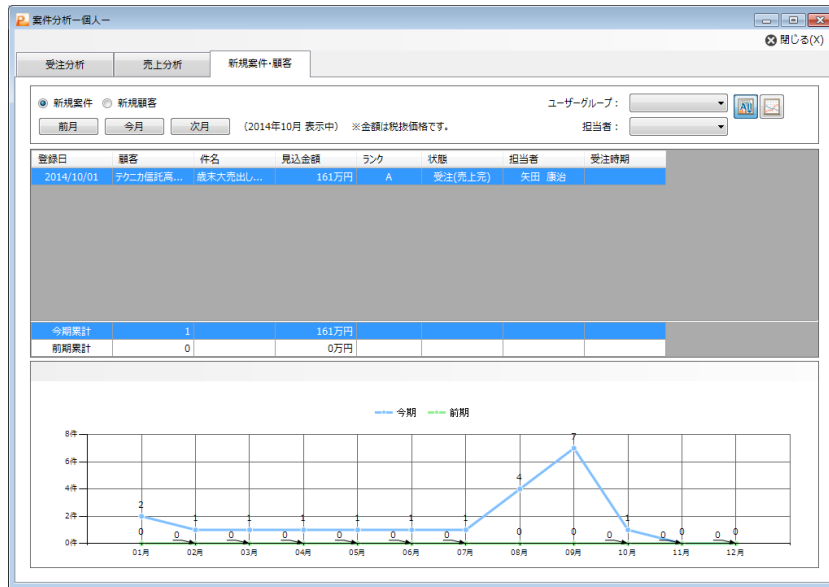 案件分析ー個人ー
閉じる(X)
受注分析 売上分析 新規案件・顧客
新規案件 新規顧客 ユーザーグループ：
前月 今月 次月 (2014年10月 表示中) ※金額は税抜価格です。 担当者：
登録日 顧客 件名 見込金額 ランク 状態 担当者 受注時期
2014/10/01 テクニカ信託高... 歳末大売出し... 161万円 A 受注(売上完) 矢田 康治
今期累計 1 161万円
前期累計 0 0万円
今期 前期
8件
6件
4件
2件
0件
2 1 1 1 1 1 1 4 7 1 0 0
0 0 0 0 0 0 0 0 0 0 0 0
01月 02月 03月 04月 05月 06月 07月 08月 09月 10月 11月 12月